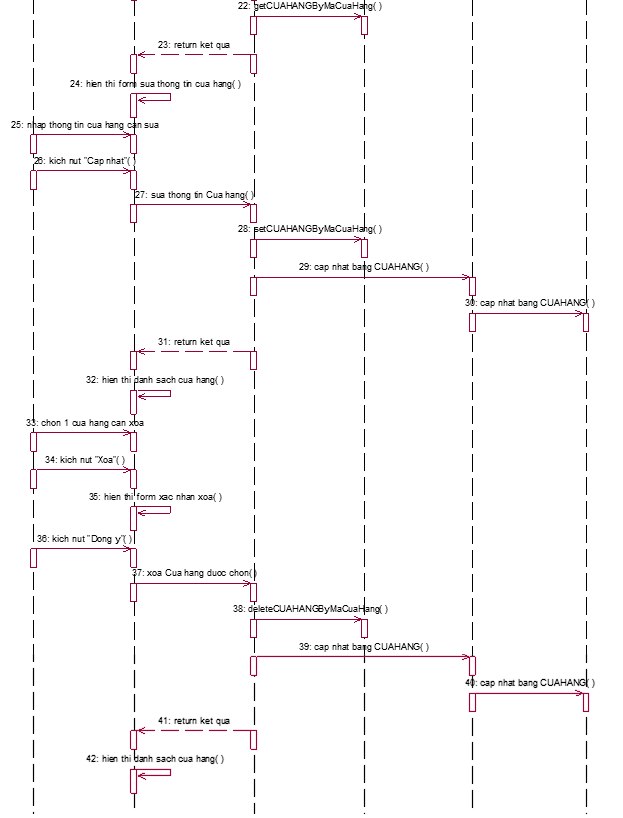 22: getCUAHANGByMaCuaHang( )
23: return ket qua
24: hien thi form sua thong tin cua hang( )
25: nhap thong tin cua hang can sua
26: kich nut "Cap nhat"( )
27: sua thong tin Cua hang( )
28: setCUAHANGByMaCuaHang( )
29: cap nhat bang CUAHANG( )
30: cap nhat bang CUAHANG( )
31: return ket qua
32: hien thi danh sach cua hang( )
33: chon 1 cua hang can xoa
34: kich nut "Xoa"( )
35: hien thi form xac nhan xoa( )
36: kich nut "Dong y"( )
37: xoa Cua hang duoc chon( )
38: deleteCUAHANGByMaCuaHang( )
39: cap nhat bang CUAHANG( )
40: cap nhat bang CUAHANG( )
41: return ket qua
42: hien thi danh sach cua hang( )